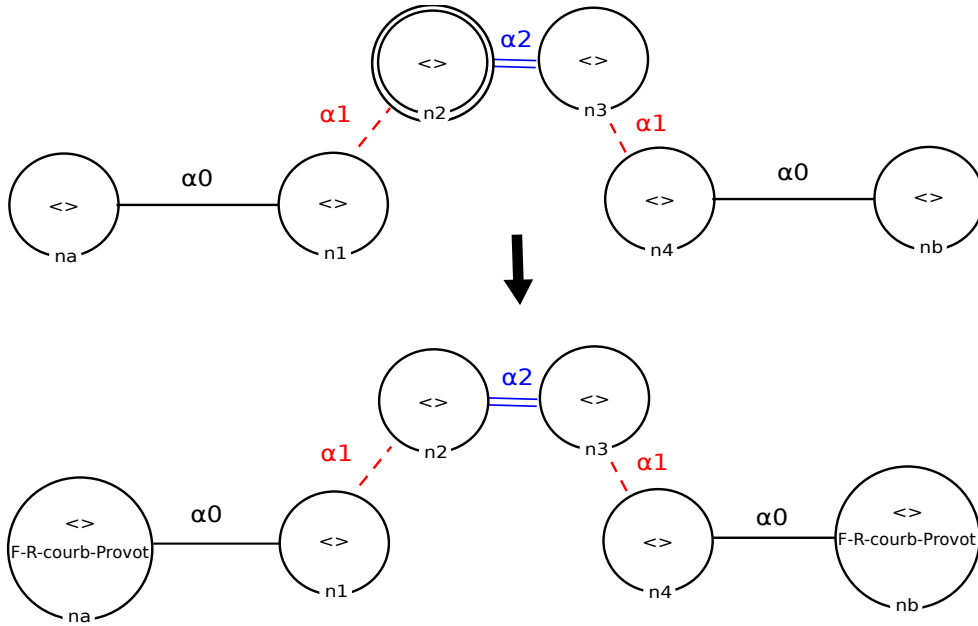 <> α2 <>
n2 n3
α1 α1
<> α0 <> <> α0 <>
na n1 n4 nb
<> α2 <>
n2 n3
α1 α1
<> α0 <> <> α0 <>
F-R-courb-Provot F-R-courb-Provot
na n1 n4 nb